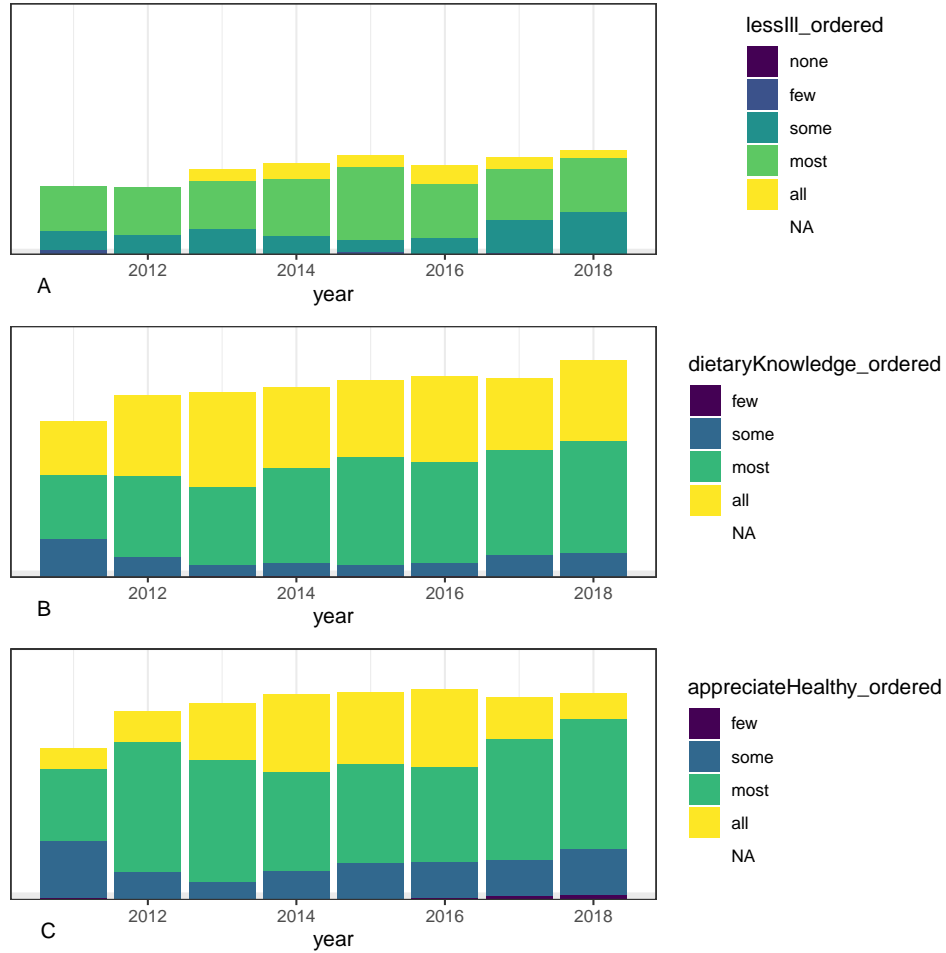 lessIll_ordered
none
few
some
most
all
NA
2012 2014 2016 2018
year
A
dietaryKnowledge_ordered
few
some
most
all
NA
2012 2014 2016 2018
year
B
appreciateHealthy_ordered
few
some
most
all
NA
2012 2014 2016 2018
year
C